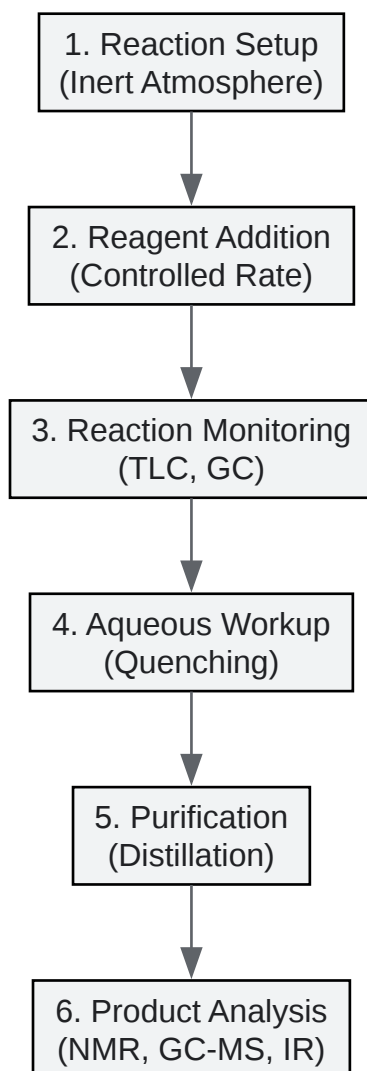 1. Reaction Setup
(Inert Atmosphere)
2. Reagent Addition
(Controlled Rate)
3. Reaction Monitoring
(TLC, GC)
4. Aqueous Workup
(Quenching)
5. Purification
(Distillation)
6. Product Analysis
(NMR, GC-MS, IR)